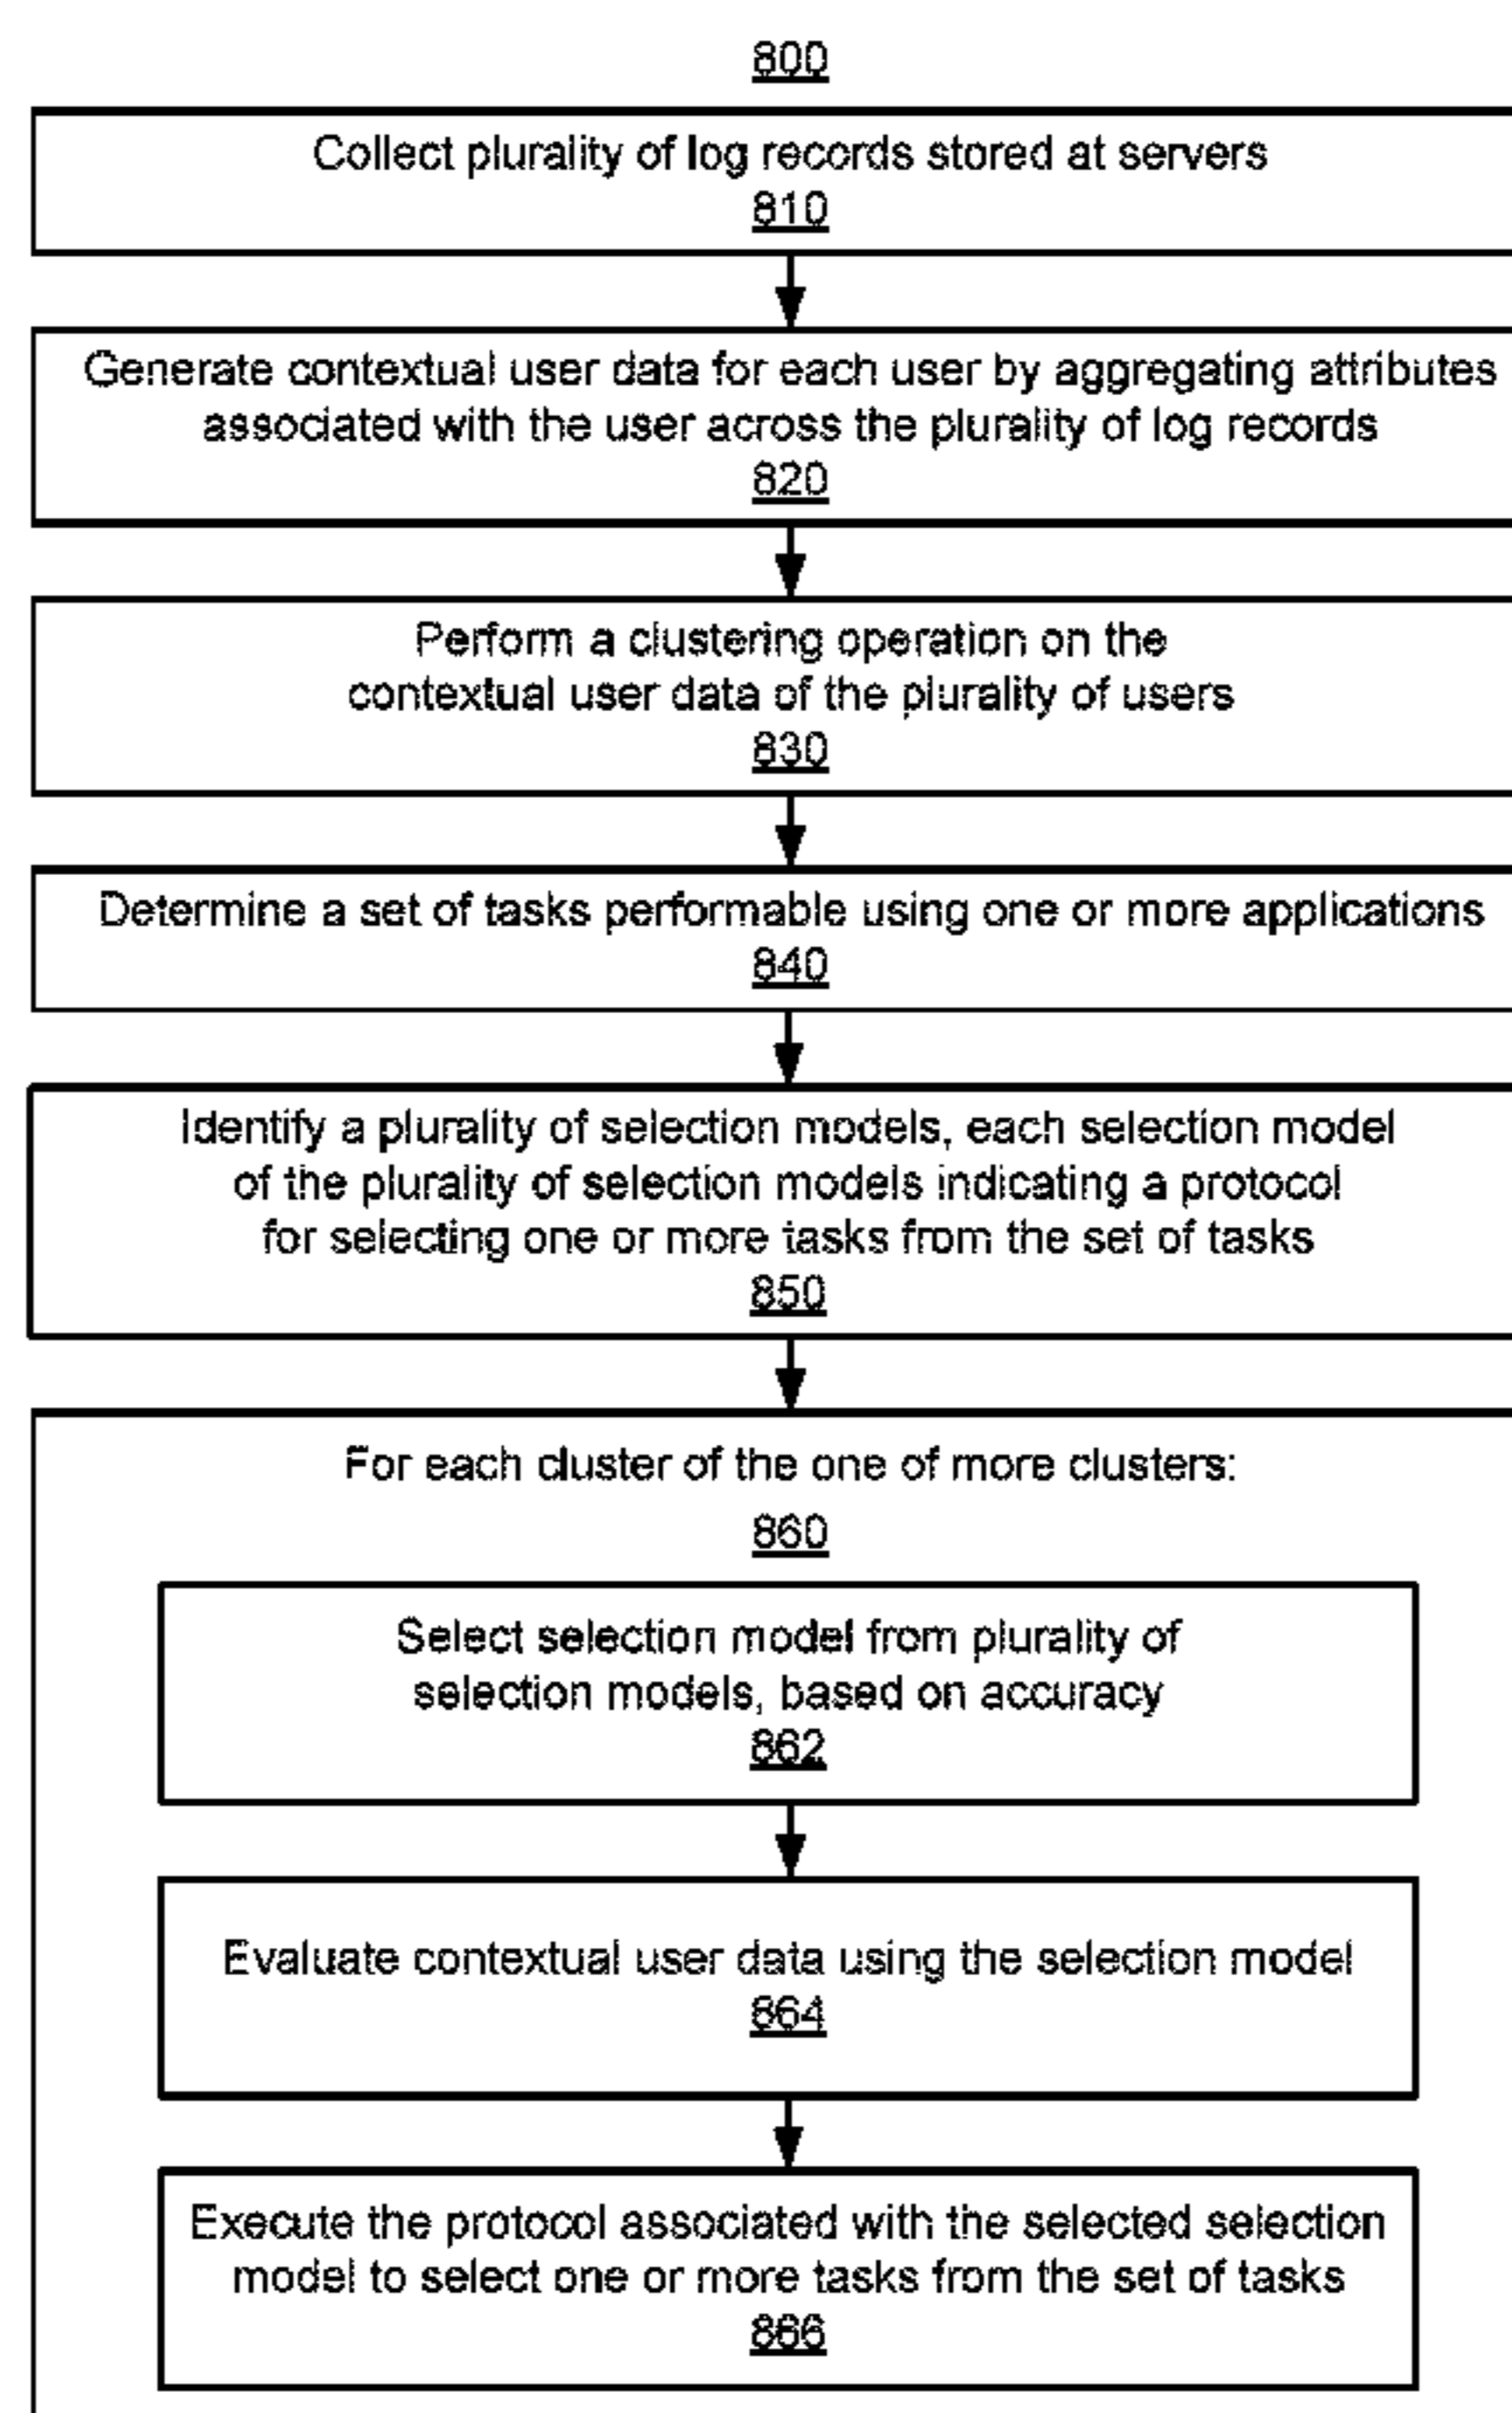 800
Collect plurality of log records stored at servers
810
Generate contextual user data for each user by aggregating attributes
associated with the user across the plurality of log records
820
Perform a clustering operation on the
contextual user data of the plurality of users
830
Determine a set of tasks performable using one or more applications
840
Identify a plurality of selection models, each selection model
of the plurality of selection models indicating a protocol
for selecting one or more tasks from the set of tasks
850
For each cluster of the one of more clusters:
860
Select selection model from plurality of
selection models, based on accuracy
862
Evaluate contextual user data using the selection model
864
Execute the protocol associated with the selected selection
model to select one or more tasks from the set of tasks
866